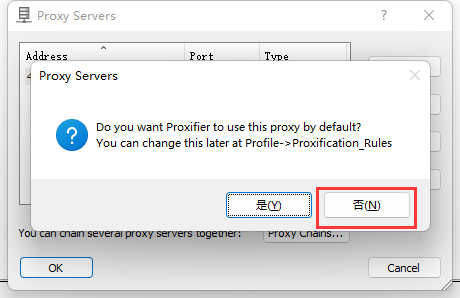 Proxy Servers
Address Port Type
Proxy Servers
Do you want Proxifier to use this proxy by default?
You can change this later at Profile->Proxification_Rules
是(Y) 否(N)
You can chain several proxy servers together: Proxy Chains...
OK Cancel